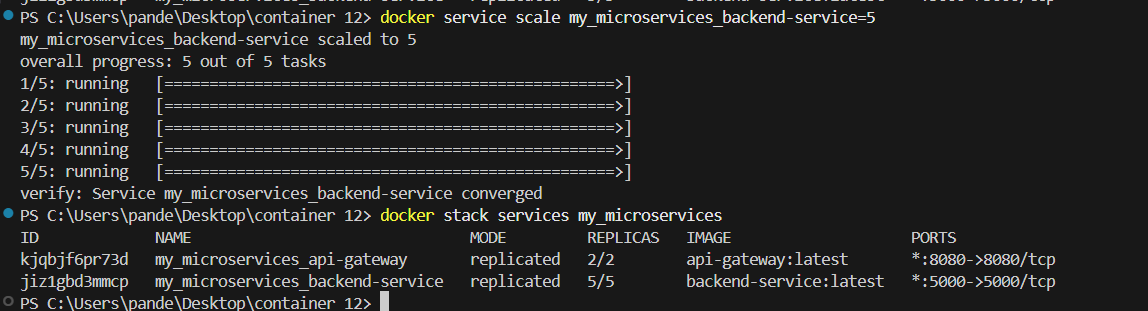 PS C:\Users\pande\Desktop\container 12> docker service scale my_microservices_backend-service=5
my_microservices_backend-service scaled to 5
overall progress: 5 out of 5 tasks
1/5: running   [==================================================>]
2/5: running   [==================================================>]
3/5: running   [==================================================>]
4/5: running   [==================================================>]
5/5: running   [==================================================>]
verify: Service my_microservices_backend-service converged
PS C:\Users\pande\Desktop\container 12> docker stack services my_microservices
ID             NAME                               MODE         REPLICAS   IMAGE                    PORTS
kjqbjf6pr73d   my_microservices_api-gateway       replicated   2/2        api-gateway:latest       *:8080->8080/tcp
jiz1gbd3mmcp   my_microservices_backend-service   replicated   5/5        backend-service:latest   *:5000->5000/tcp
PS C:\Users\pande\Desktop\container 12>